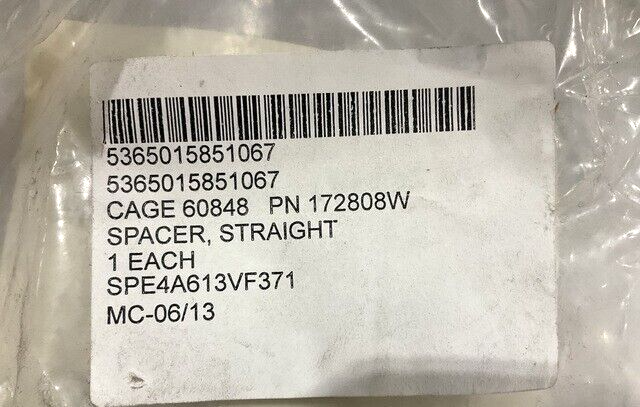 5365015851067
5365015851067
CAGE 60848 PN 172808W
SPACER, STRAIGHT
1 EACH
SPE4A613VF371
MC-06/13